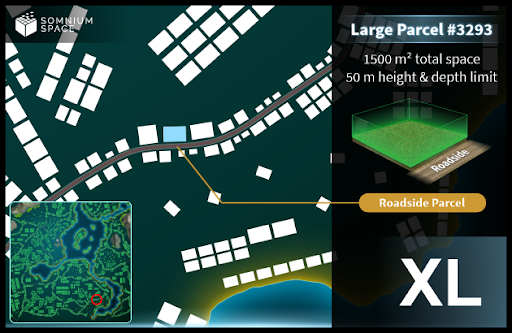 SOMNIUM
SPACE
Large Parcel #3293
1500 m² total space
50 m height & depth limit
Roadside
Roadside Parcel
XL